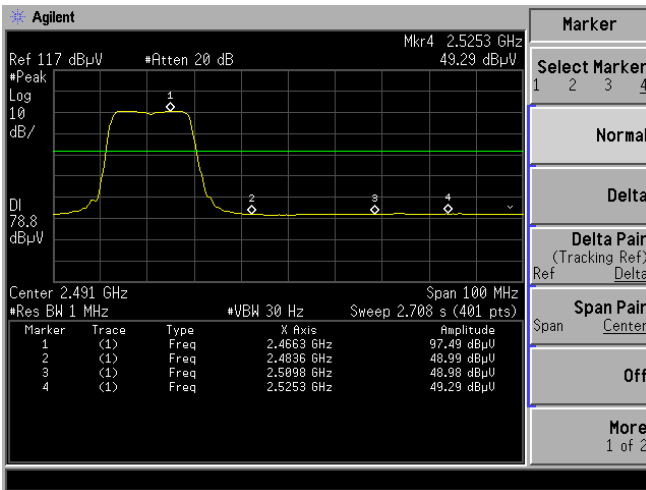 Agilent
Marker
Mkr4 2.5253 GHz
Ref 117 dBµV #Atten 20 dB 49.29 dBµV
#Peak
Log
10
dB/
DI
78.8
dBµV
1
2
3
4
Center 2.491 GHz Span 100 MHz
#Res BW 1 MHz #VBW 30 Hz Sweep 2.708 s (401 pts)
Marker Trace Type X Axis Amplitude
1 (1) Freq 2.4663 GHz 97.49 dBµV
2 (1) Freq 2.4836 GHz 48.99 dBµV
3 (1) Freq 2.5098 GHz 48.98 dBµV
4 (1) Freq 2.5253 GHz 49.29 dBµV
Select Marker
1 2 3 4
Normal
Delta
Delta Pair
(Tracking Ref)
Ref Delta
Span Pair
Span Center
Off
More
1 of 2